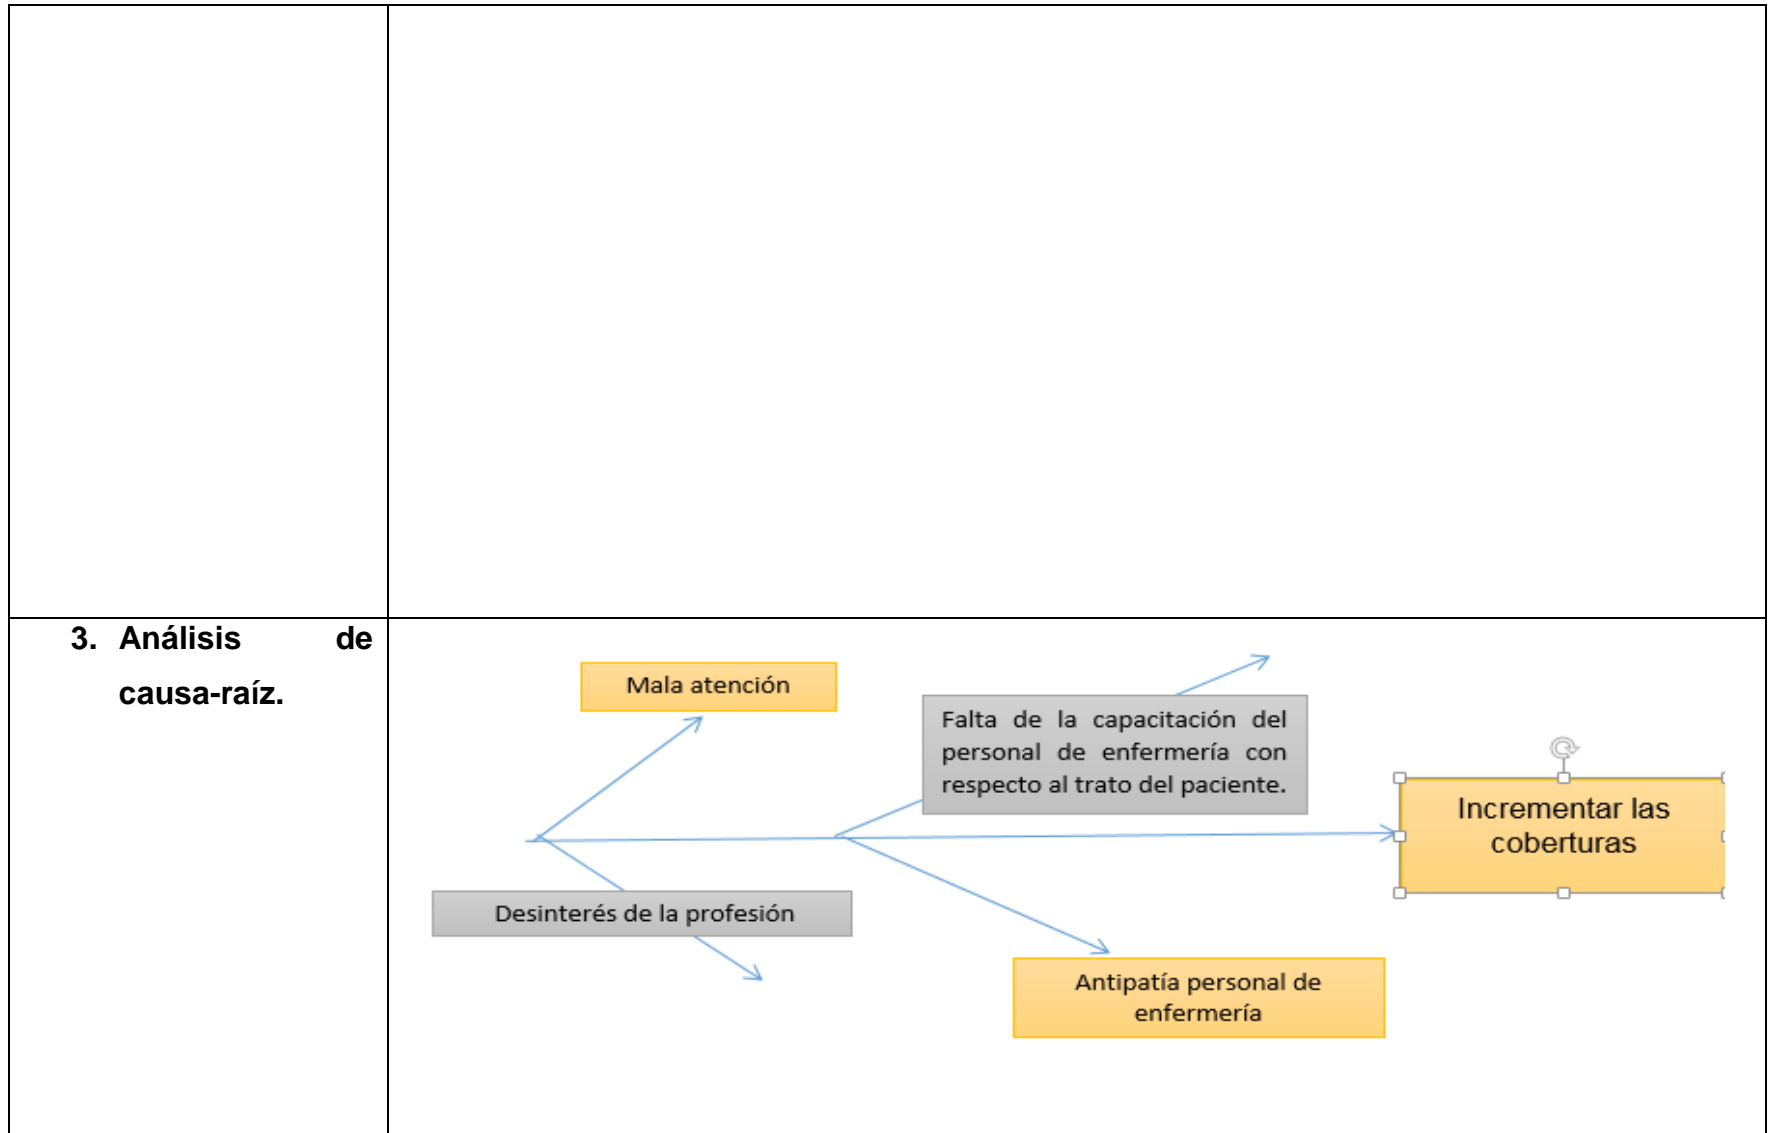 3. Análisis de
causa-raíz.
Mala atención
Falta de la capacitación del
personal de enfermería con
respecto al trato del paciente.
Incrementar las
coberturas
Desinterés de la profesión
Antipatía personal de
enfermería